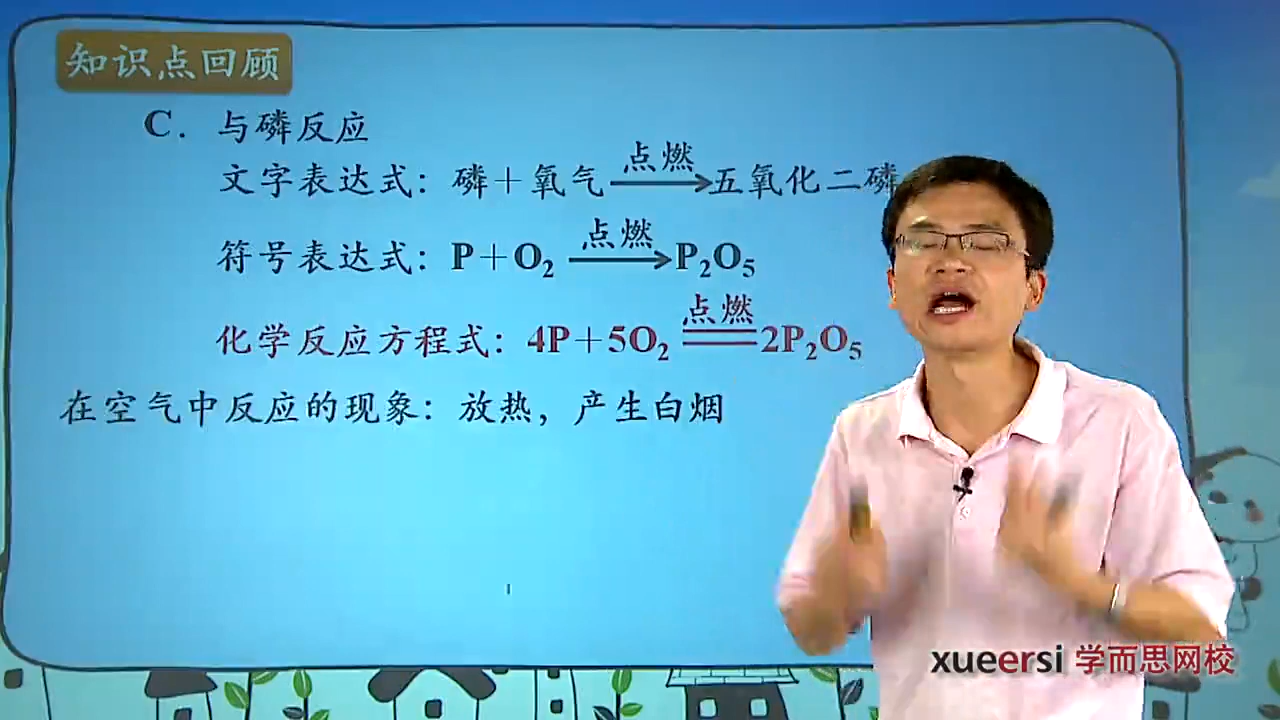 知识点回顾
C. 与磷反应
文字表达式：磷＋氧气 点燃 → 五氧化二磷
符号表达式：P＋O₂ 点燃 → P₂O₅
化学反应方程式：4P＋5O₂ 点燃 ══ 2P₂O₅
在空气中反应的现象：放热，产生白烟
xueersi 学而思网校